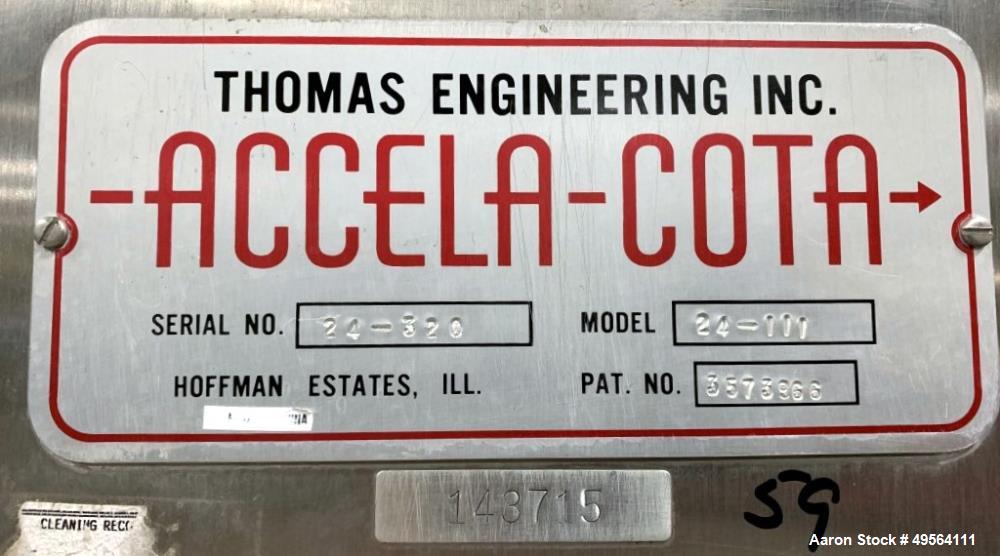 THOMAS ENGINEERING INC.
ACCELA-COTA
SERIAL NO. 24-320 MODEL 24-111
HOFFMAN ESTATES, ILL. PAT. NO. 3573966
143715
59
CLEANING
Aaron Stock # 49564111